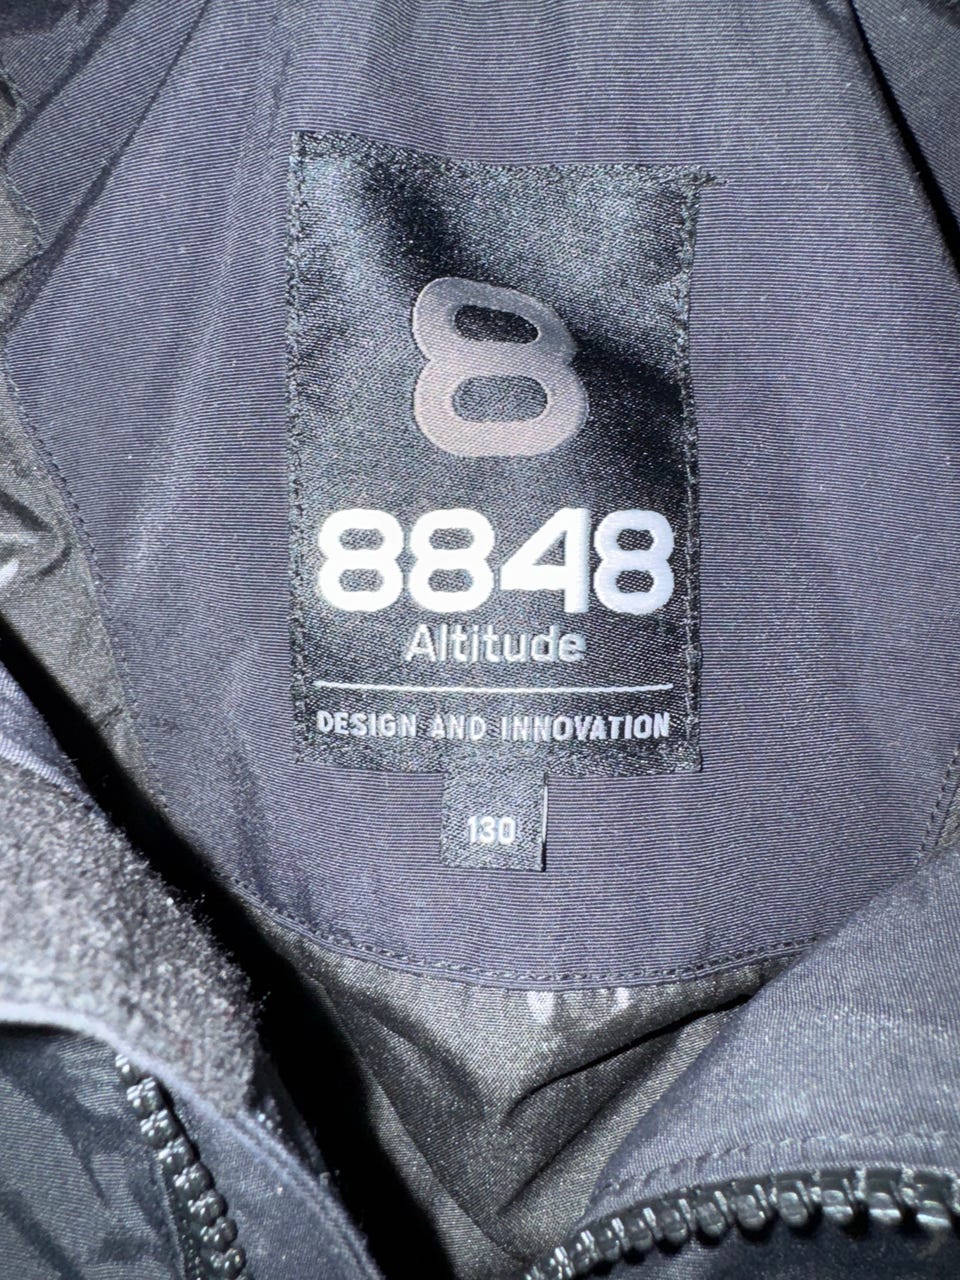 8
8848
Altitude
DESIGN AND INNOVATION
130